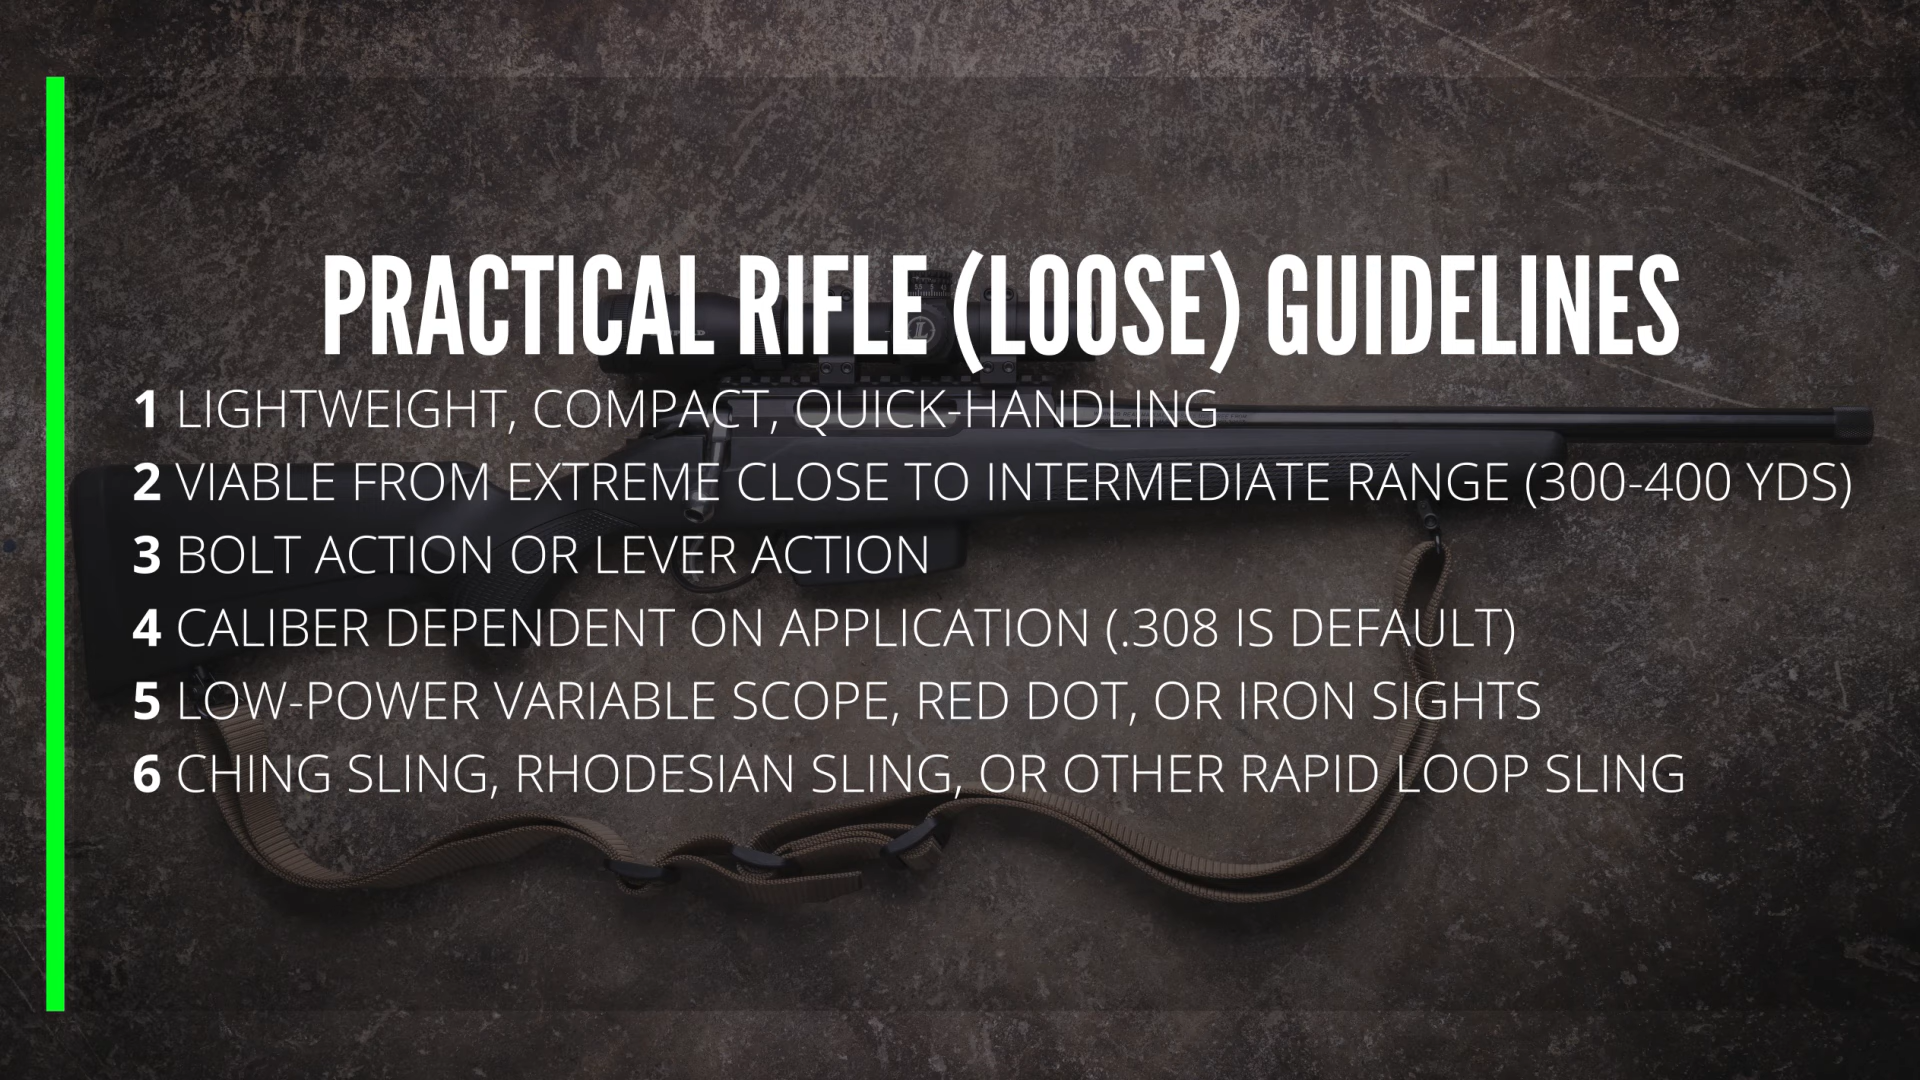 PRACTICAL RIFLE (LOOSE) GUIDELINES
1 LIGHTWEIGHT, COMPACT, QUICK-HANDLING
2 VIABLE FROM EXTREME CLOSE TO INTERMEDIATE RANGE (300-400 YDS)
3 BOLT ACTION OR LEVER ACTION
4 CALIBER DEPENDENT ON APPLICATION (.308 IS DEFAULT)
5 LOW-POWER VARIABLE SCOPE, RED DOT, OR IRON SIGHTS
6 CHING SLING, RHODESIAN SLING, OR OTHER RAPID LOOP SLING